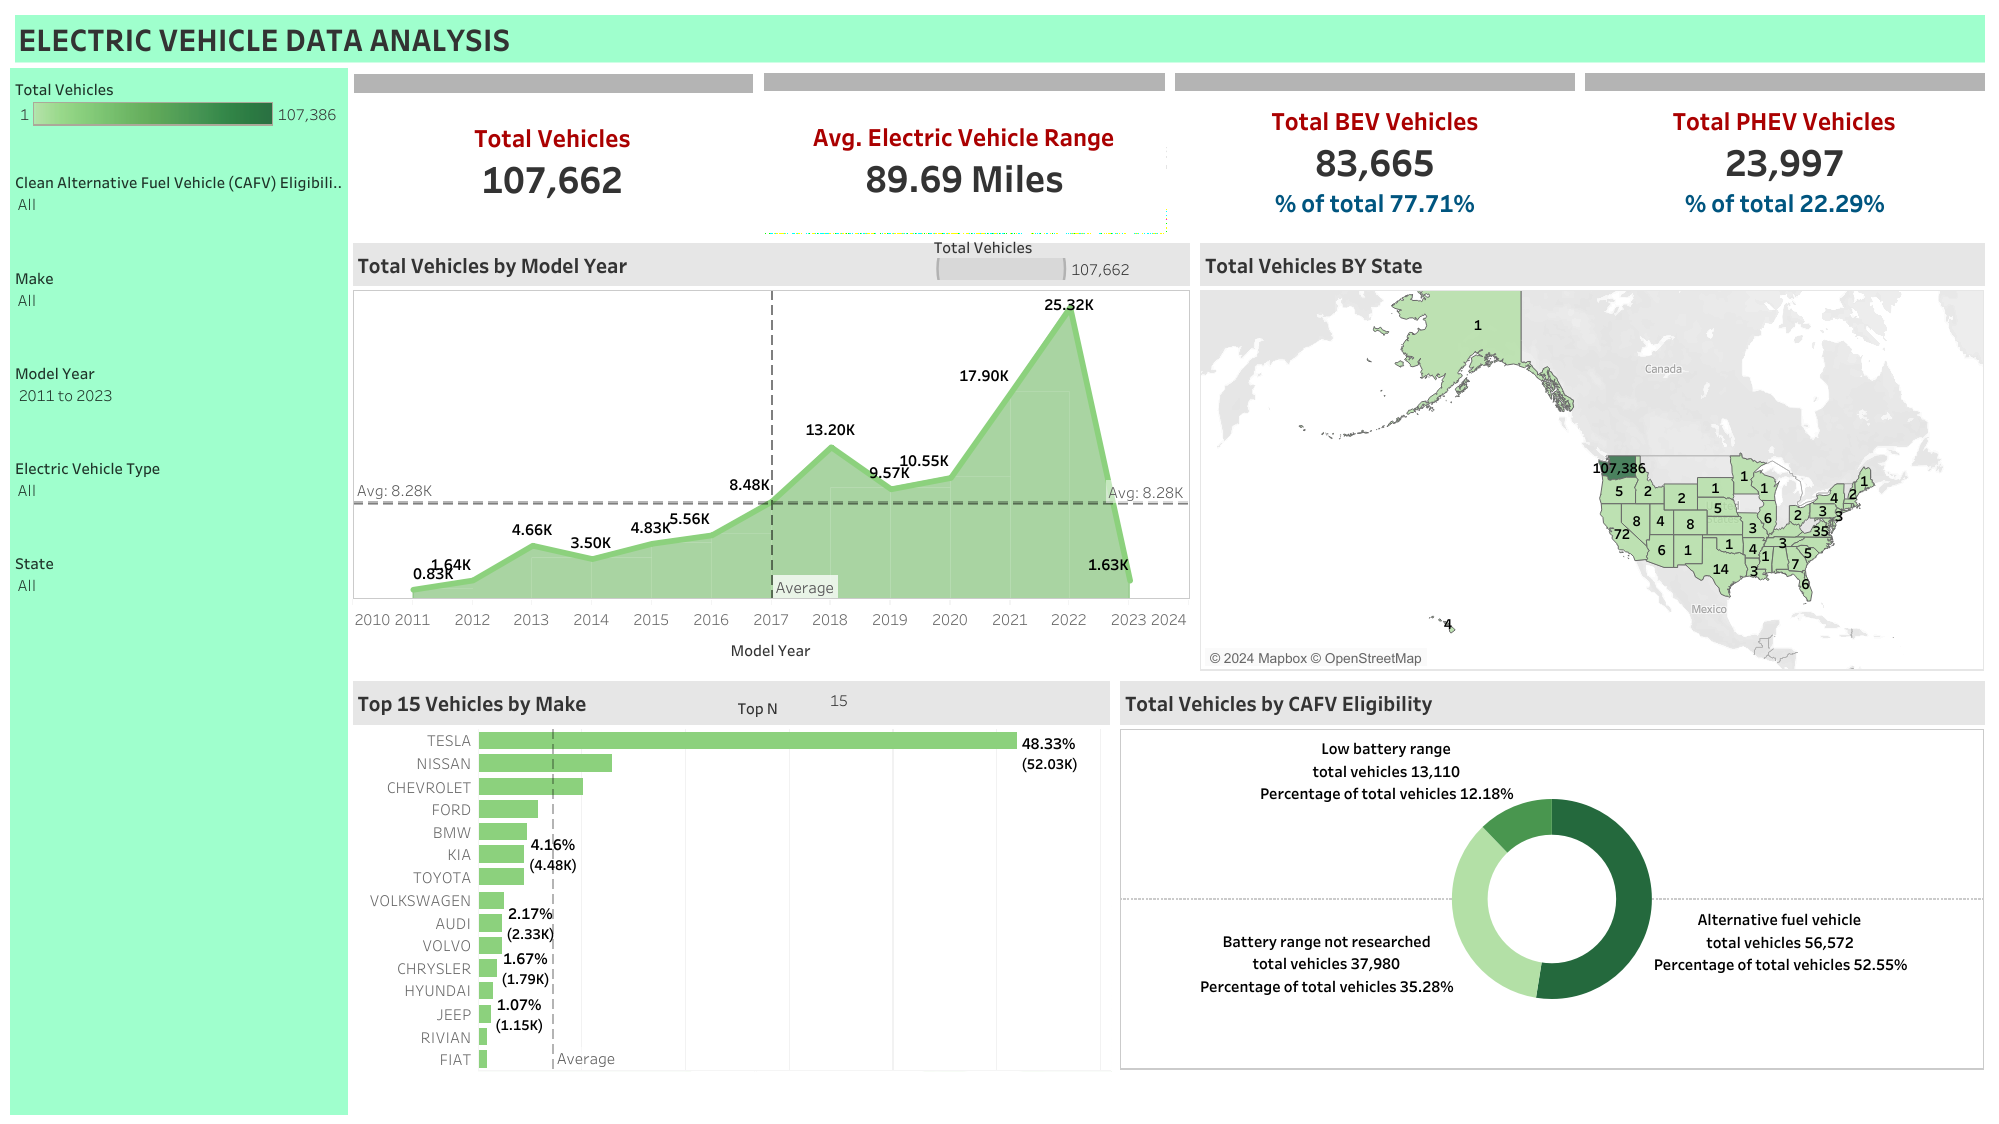 ELECTRIC VEHICLE DATA ANALYSIS
Total Vehicles
1 107,386
Clean Alternative Fuel Vehicle (CAFV) Eligibili..
All
Make
All
Model Year
2011 to 2023
Electric Vehicle Type
All
State
All
Total Vehicles
107,662
Avg. Electric Vehicle Range
89.69 Miles
Total BEV Vehicles
83,665
% of total 77.71%
Total PHEV Vehicles
23,997
% of total 22.29%
Total Vehicles by Model Year
Total Vehicles
107,662
25.32K
17.90K
13.20K
10.55K
9.57K
8.48K
Avg: 8.28K
Avg: 8.28K
5.56K
4.83K
4.66K
3.50K
1.64K
0.83K
1.63K
Average
2010 2011 2012 2013 2014 2015 2016 2017 2018 2019 2020 2021 2022 2023 2024
Model Year
Total Vehicles BY State
1
Canada
107,386
1
1
1
5
2
2
1
4
2
5
8
4
8
6
2
3
3
72
3
35
6
1
1
4
3
5
1
7
14
3
6
Mexico
4
© 2024 Mapbox © OpenStreetMap
Top 15 Vehicles by Make
Top N
15
TESLA
48.33%
(52.03K)
NISSAN
CHEVROLET
FORD
BMW
4.16%
(4.48K)
KIA
TOYOTA
VOLKSWAGEN
2.17%
(2.33K)
AUDI
VOLVO
1.67%
(1.79K)
CHRYSLER
HYUNDAI
1.07%
(1.15K)
JEEP
RIVIAN
FIAT
Average
Total Vehicles by CAFV Eligibility
Low battery range
total vehicles 13,110
Percentage of total vehicles 12.18%
Alternative fuel vehicle
total vehicles 56,572
Percentage of total vehicles 52.55%
Battery range not researched
total vehicles 37,980
Percentage of total vehicles 35.28%